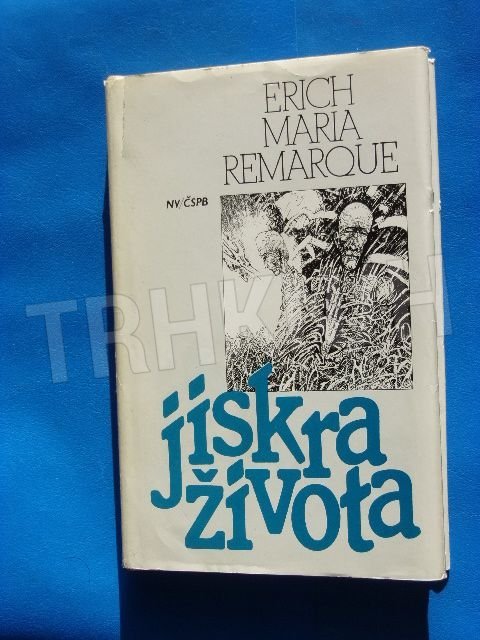 ERICH
MARIA
REMARQUE
NV/ČSPB
jiskra
života